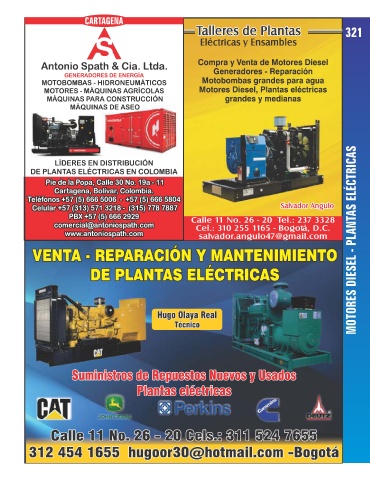 CARTAGENA
Antonio Spath & Cia. Ltda.
GENERADORES DE ENERGÍA
MOTOBOMBAS - HIDRONEUMÁTICOS
MOTORES - MÁQUINAS AGRÍCOLAS
MÁQUINAS PARA CONSTRUCCIÓN
MÁQUINAS DE ASEO
LÍDERES EN DISTRIBUCIÓN
DE PLANTAS ELÉCTRICAS EN COLOMBIA
Pie de la Popa, Calle 30 No. 19a - 11
Cartagena, Bolívar, Colombia.
Teléfonos +57 (5) 666 5006 - +57 (5) 666 5804
Celular +57 (313) 571 3218 - (315) 778 7887
PBX +57 (5) 666 2929
comercial@antoniospath.com
www.antoniospath.com
Talleres de Plantas
Eléctricas y Ensambles
Compra y Venta de Motores Diesel
Generadores - Reparación
Motobombas grandes para agua
Motores Diesel, Plantas eléctricas
grandes y medianas
Salvador Angulo
Calle 11 No. 26 - 20 Tel.: 237 3328
Cel.: 310 255 1165 - Bogotá, D.C.
salvador.angulo47@gmail.com
321
MOTORES DIESEL - PLANTAS ELÉCTRICAS
VENTA - REPARACIÓN Y MANTENIMIENTO
DE PLANTAS ELÉCTRICAS
Hugo Olaya Real
Técnico
CAT
Suministros de Repuestos Nuevos y Usados
Plantas eléctricas
CAT
JOHN DEERE
Perkins
Cummins
DEUTZ
Calle 11 No. 26 - 20 Cels.: 311 524 7655
312 454 1655 hugoor30@hotmail.com -Bogotá